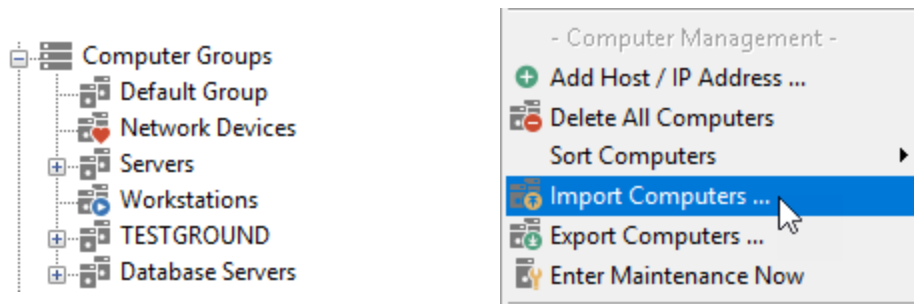 Computer Groups
Default Group
Network Devices
Servers
Workstations
TESTGROUND
Database Servers
- Computer Management -
Add Host / IP Address ...
Delete All Computers
Sort Computers
Import Computers ...
Export Computers ...
Enter Maintenance Now